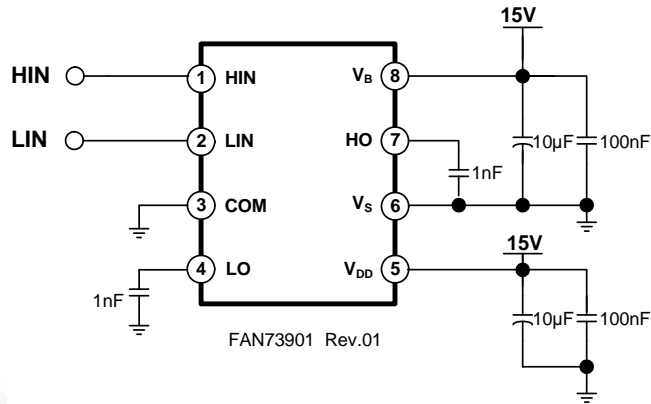 15V
HIN
1
HIN
V_B
8
10µF
100nF
LIN
2
LIN
HO
7
1nF
3
COM
V_S
6
15V
4
LO
V_DD
5
1nF
10µF
100nF
FAN73901 Rev.01